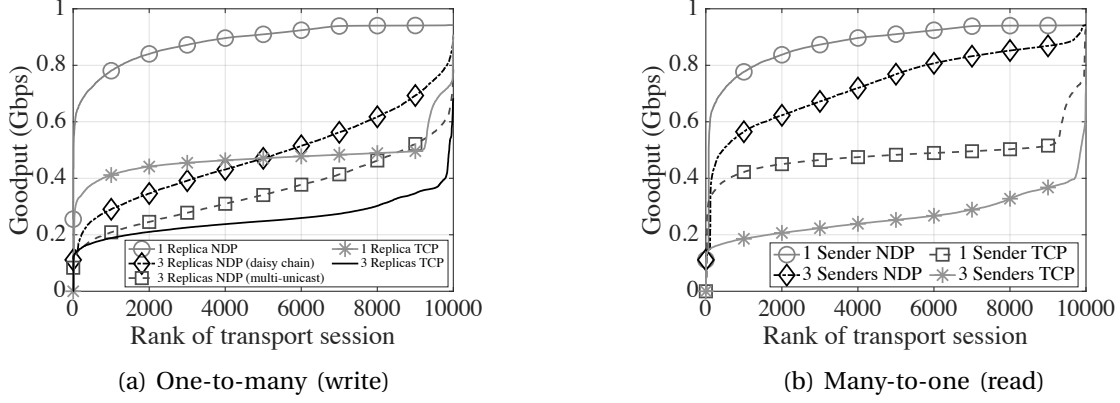 1
0.8
0.6
0.4
0.2
0
Goodput (Gbps)
1 Replica NDP
3 Replicas NDP (daisy chain)
3 Replicas NDP (multi-unicast)
1 Replica TCP
3 Replicas TCP
0 2000 4000 6000 8000 10000
Rank of transport session
(a) One-to-many (write)
1
0.8
0.6
0.4
0.2
0
Goodput (Gbps)
1 Sender NDP
3 Senders NDP
1 Sender TCP
3 Senders TCP
0 2000 4000 6000 8000 10000
Rank of transport session
(b) Many-to-one (read)